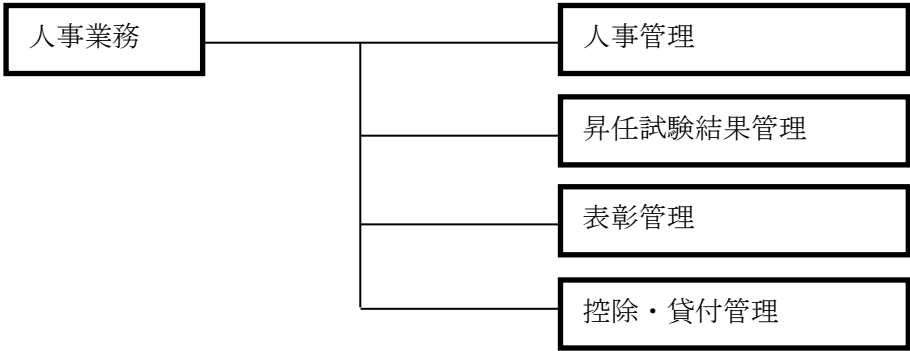 人事業務
人事管理
昇任試験結果管理
表彰管理
控除・貸付管理